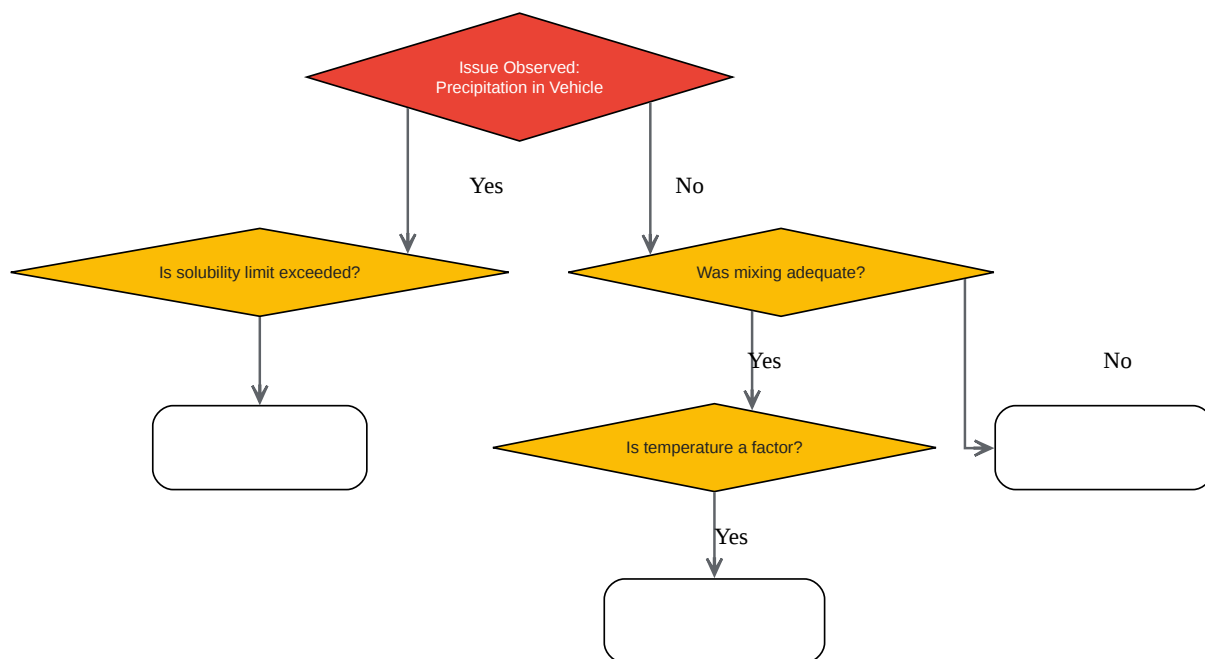 Issue Observed:
Precipitation in Vehicle
Yes
No
Is solubility limit exceeded?
Was mixing adequate?
Yes
No
Is temperature a factor?
Yes